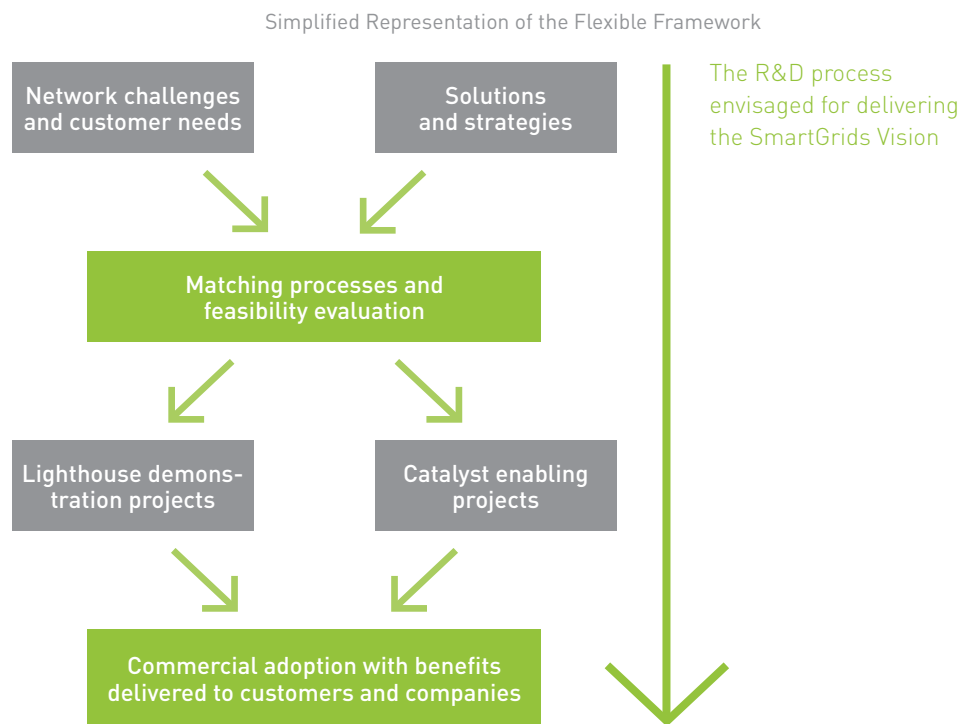 Simplified Representation of the Flexible Framework
Network challenges
and customer needs
Solutions
and strategies
The R&D process
envisaged for delivering
the SmartGrids Vision
Matching processes and
feasibility evaluation
Lighthouse demons-
tration projects
Catalyst enabling
projects
Commercial adoption with benefits
delivered to customers and companies